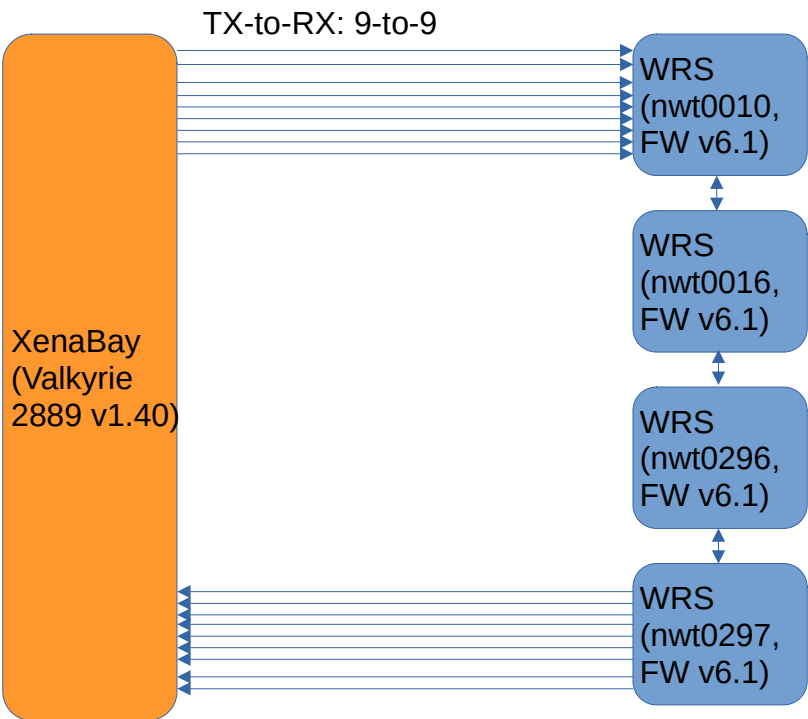 TX-to-RX: 9-to-9
WRS
(nwt0010,
FW v6.1)
WRS
(nwt0016,
FW v6.1)
XenaBay
(Valkyrie
2889 v1.40)
WRS
(nwt0296,
FW v6.1)
WRS
(nwt0297,
FW v6.1)